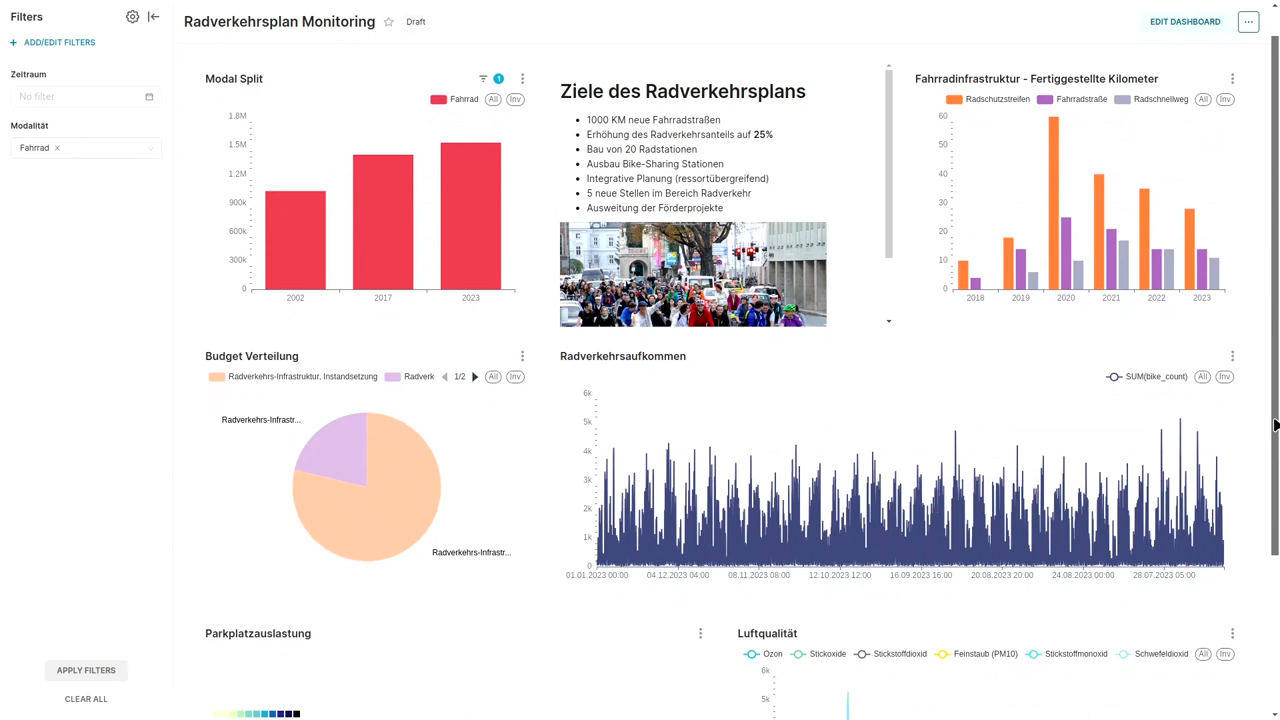 Filters
+ ADD/EDIT FILTERS
Zeitraum
No filter
Modalität
Fahrrad ×
APPLY FILTERS
CLEAR ALL
Radverkehrsplan Monitoring
Draft
EDIT DASHBOARD
...
Modal Split
1
Fahrrad All Inv
1.8M
1.5M
1.2M
900k
600k
300k
0
2002 2017 2023
Ziele des Radverkehrsplans
• 1000 KM neue Fahrradstraßen
• Erhöhung des Radverkehrsanteils auf 25%
• Bau von 20 Radstationen
• Ausbau Bike-Sharing Stationen
• Integrative Planung (ressortübergreifend)
• 5 neue Stellen im Bereich Radverkehr
• Ausweitung der Förderprojekte
Fahrradinfrastruktur - Fertiggestellte Kilometer
Radschutzstreifen Fahrradstraße Radschnellweg All Inv
60
50
40
30
20
10
0
2018 2019 2020 2021 2022 2023
Budget Verteilung
Radverkehrs-Infrastruktur, Instandsetzung Radverk 1/2 All Inv
Radverkehrs-Infrastr...
Radverkehrs-Infrastr...
Radverkehrsaufkommen
SUM(bike_count) All Inv
6k
5k
4k
3k
2k
1k
0
01.01.2023 00:00 04.12.2023 04:00 08.11.2023 08:00 12.10.2023 12:00 16.09.2023 16:00 20.08.2023 20:00 24.08.2023 00:00 28.07.2023 05:00
Parkplatzauslastung
Luftqualität
Ozon Stickoxide Stickstoffdioxid Feinstaub (PM10) Stickstoffmonoxid Schwefeldioxid All Inv
6k
5k